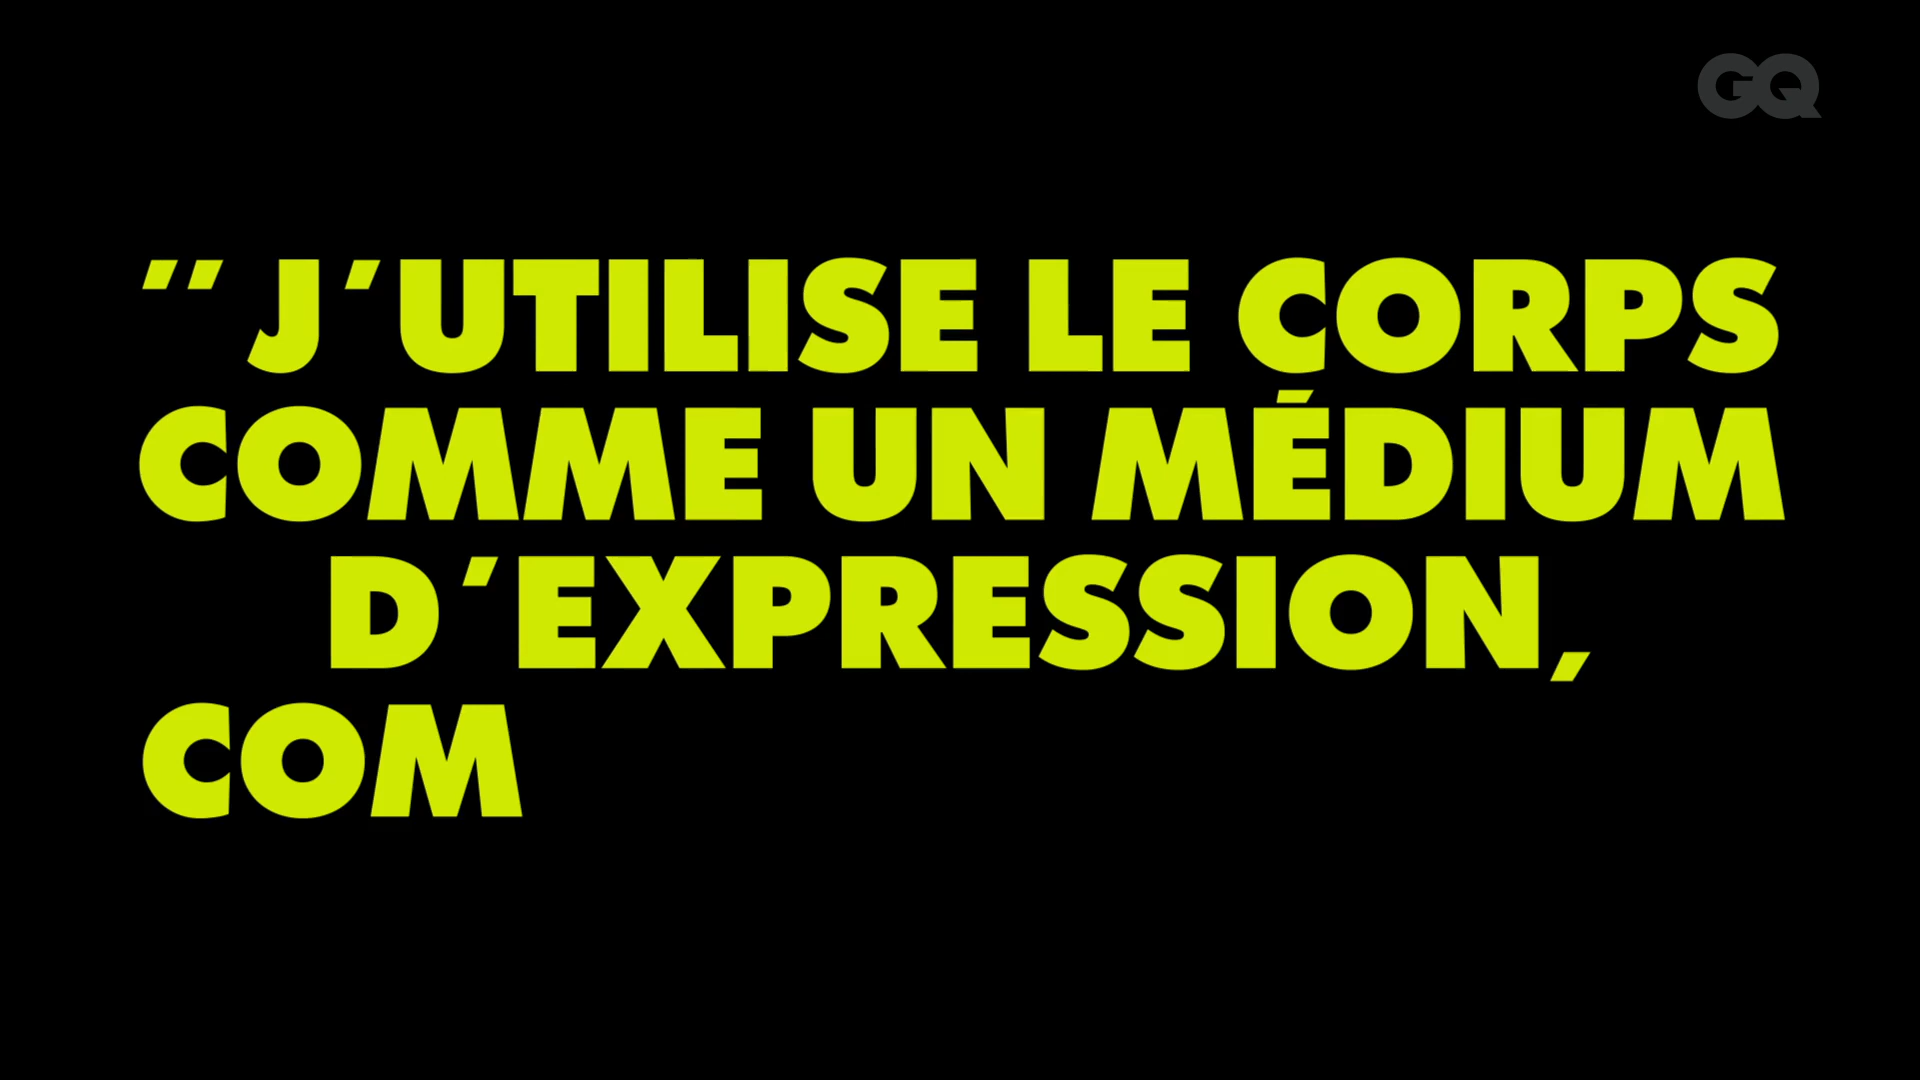 GQ
″ J′UTILISE LE CORPS
COMME UN MÉDIUM
D′EXPRESSION,
COM